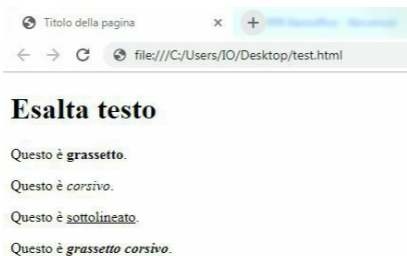 Titolo della pagina
file:///C:/Users/IO/Desktop/test.html
Esalta testo
Questo è grassetto.
Questo è corsivo.
Questo è sottolineato.
Questo è grassetto corsivo.